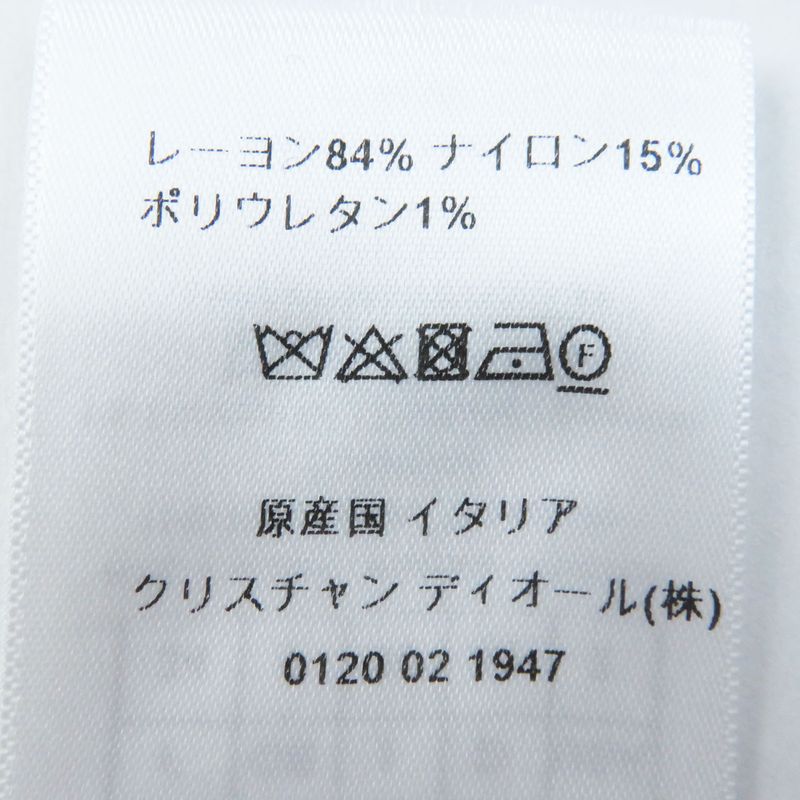 レーヨン84% ナイロン15%
ポリウレタン1%
F
原産国 イタリア
クリスチャン ディオール(株)
0120 02 1947